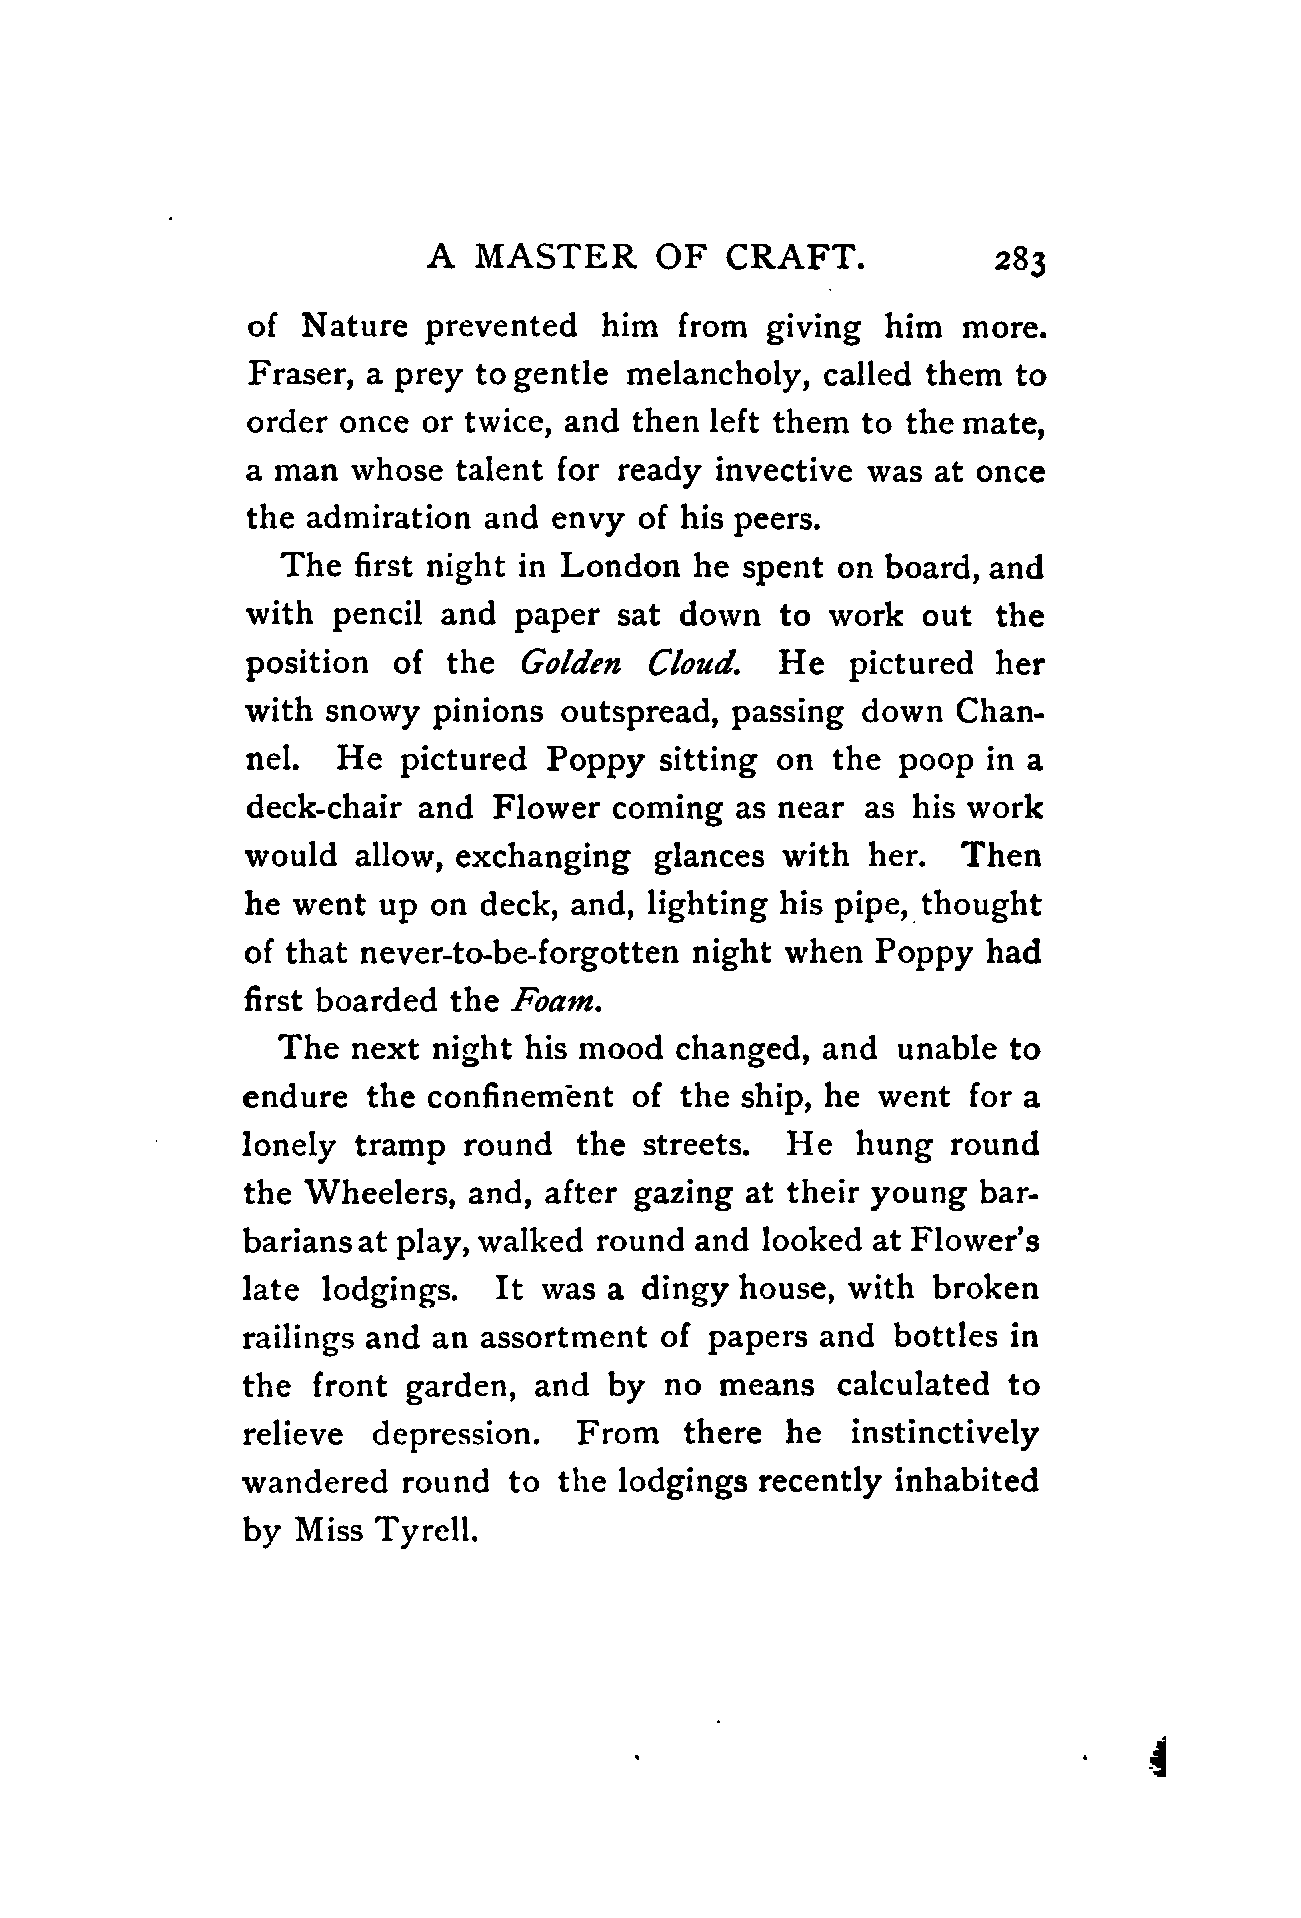 A MASTER OF CRAFT. 283
of Nature prevented him from giving him more.
Fraser, a prey to gentle melancholy, called them to
order once or twice, and then left them to the mate,
a man whose talent for ready invective was at once
the admiration and envy of his peers.
The first night in London he spent on board, and
with pencil and paper sat down to work out the
position of the Golden Cloud. He pictured her
with snowy pinions outspread, passing down Chan-
nel. He pictured Poppy sitting on the poop in a
deck-chair and Flower coming as near as his work
would allow, exchanging glances with her. Then
he went up on deck, and, lighting his pipe, thought
of that never-to-be-forgotten night when Poppy had
first boarded the Foam.
The next night his mood changed, and unable to
endure the confinement of the ship, he went for a
lonely tramp round the streets. He hung round
the Wheelers, and, after gazing at their young bar-
barians at play, walked round and looked at Flower's
late lodgings. It was a dingy house, with broken
railings and an assortment of papers and bottles in
the front garden, and by no means calculated to
relieve depression. From there he instinctively
wandered round to the lodgings recently inhabited
by Miss Tyrell.